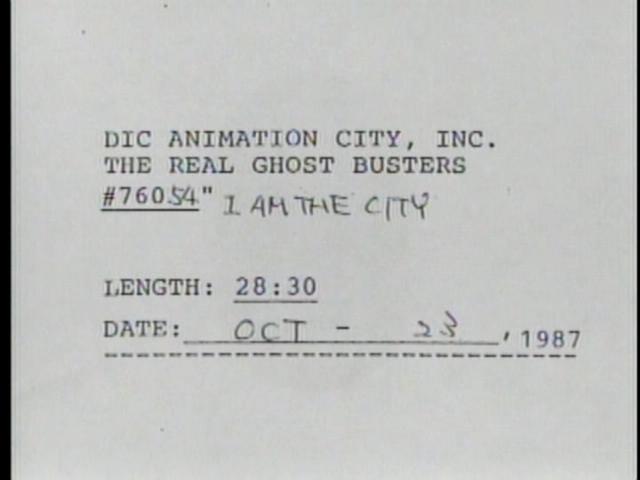 DIC ANIMATION CITY, INC.
THE REAL GHOST BUSTERS
#76054" I AM THE CITY
LENGTH: 28:30
DATE: OCT - 23, 1987